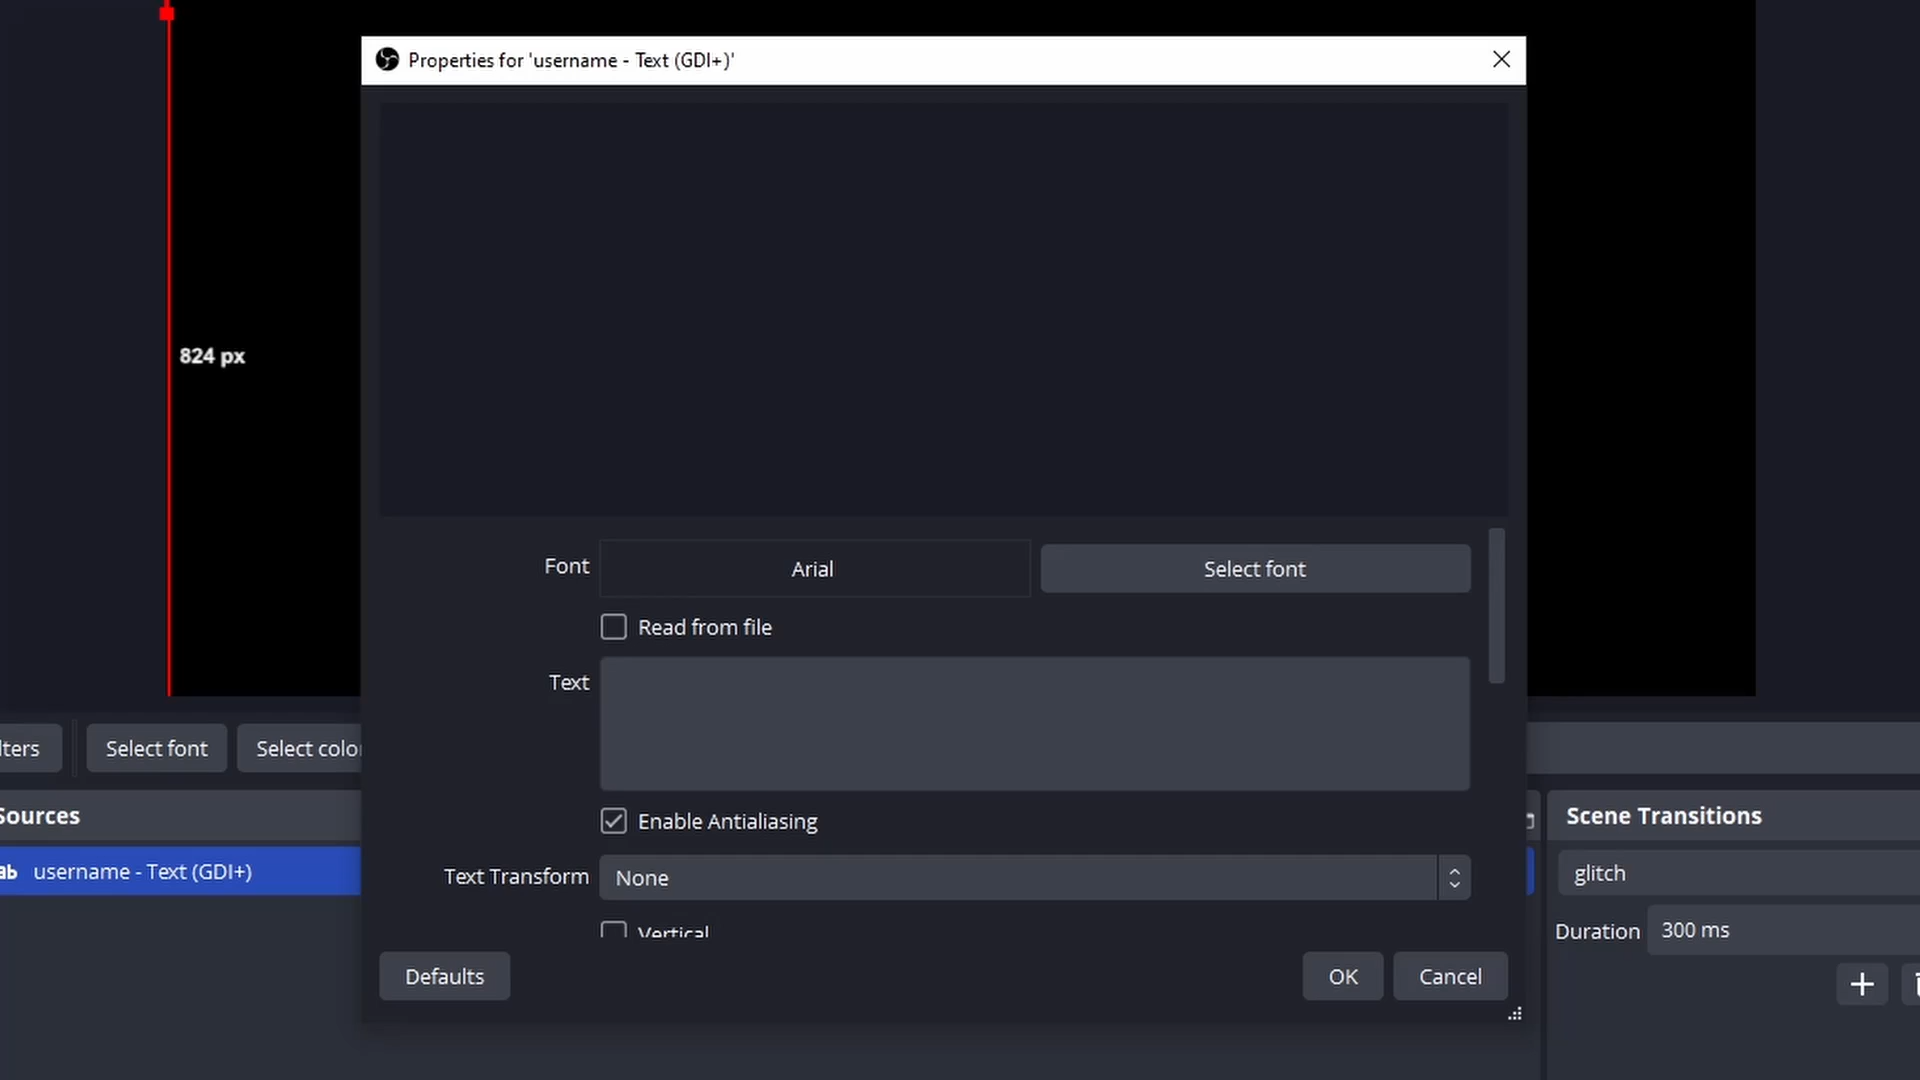 Properties for 'username - Text (GDI+)'
824 px
Font
Arial
Select font
Read from file
Text
Enable Antialiasing
Text Transform
None
Vertical
Defaults
OK
Cancel
lters
Select font
Select color
Sources
ab
username - Text (GDI+)
Scene Transitions
glitch
Duration
300 ms